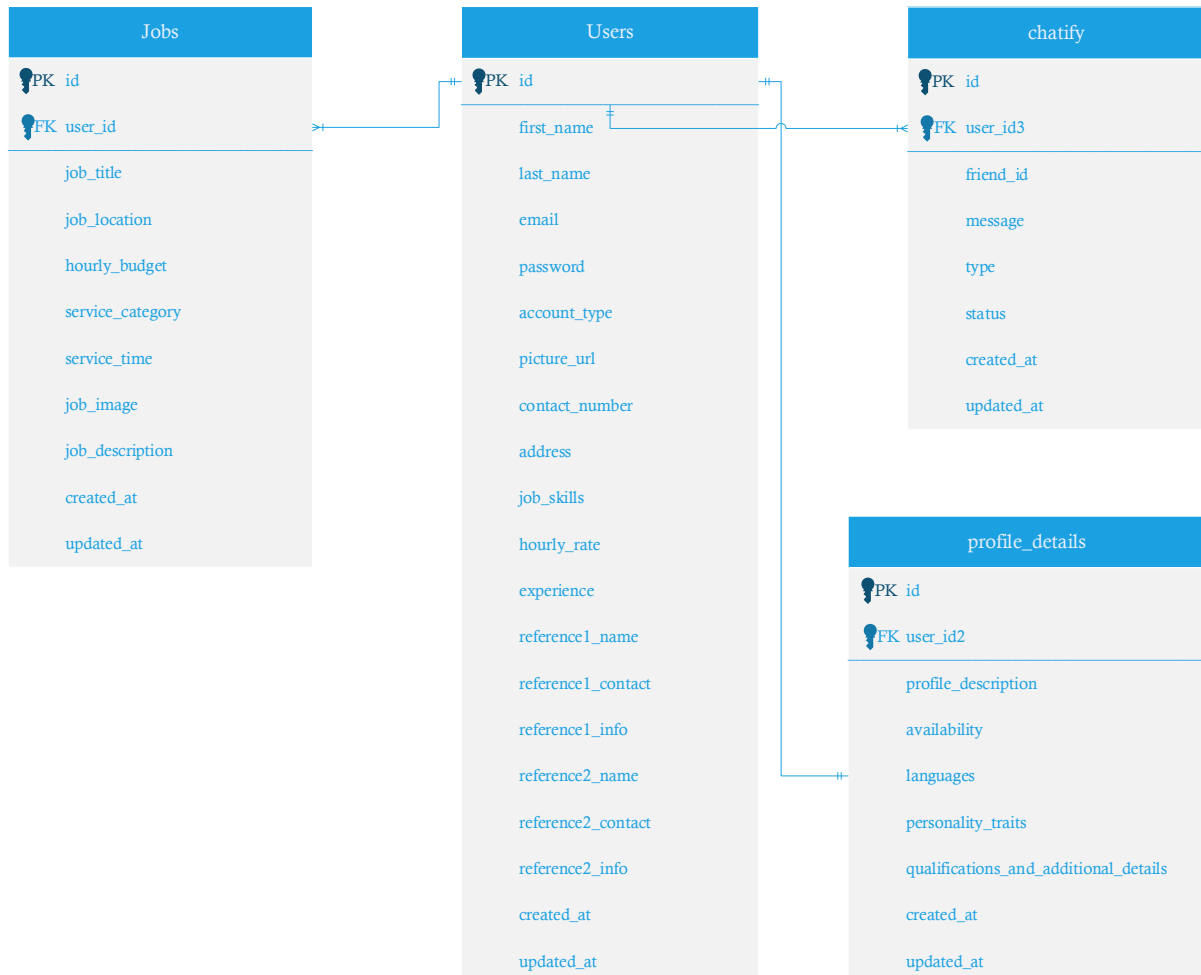 Jobs
PK id
FK user_id
job_title
job_location
hourly_budget
service_category
service_time
job_image
job_description
created_at
updated_at
Users
PK id
first_name
last_name
email
password
account_type
picture_url
contact_number
address
job_skills
hourly_rate
experience
reference1_name
reference1_contact
reference1_info
reference2_name
reference2_contact
reference2_info
created_at
updated_at
chatify
PK id
FK user_id3
friend_id
message
type
status
created_at
updated_at
profile_details
PK id
FK user_id2
profile_description
availability
languages
personality_traits
qualifications_and_additional_details
created_at
updated_at